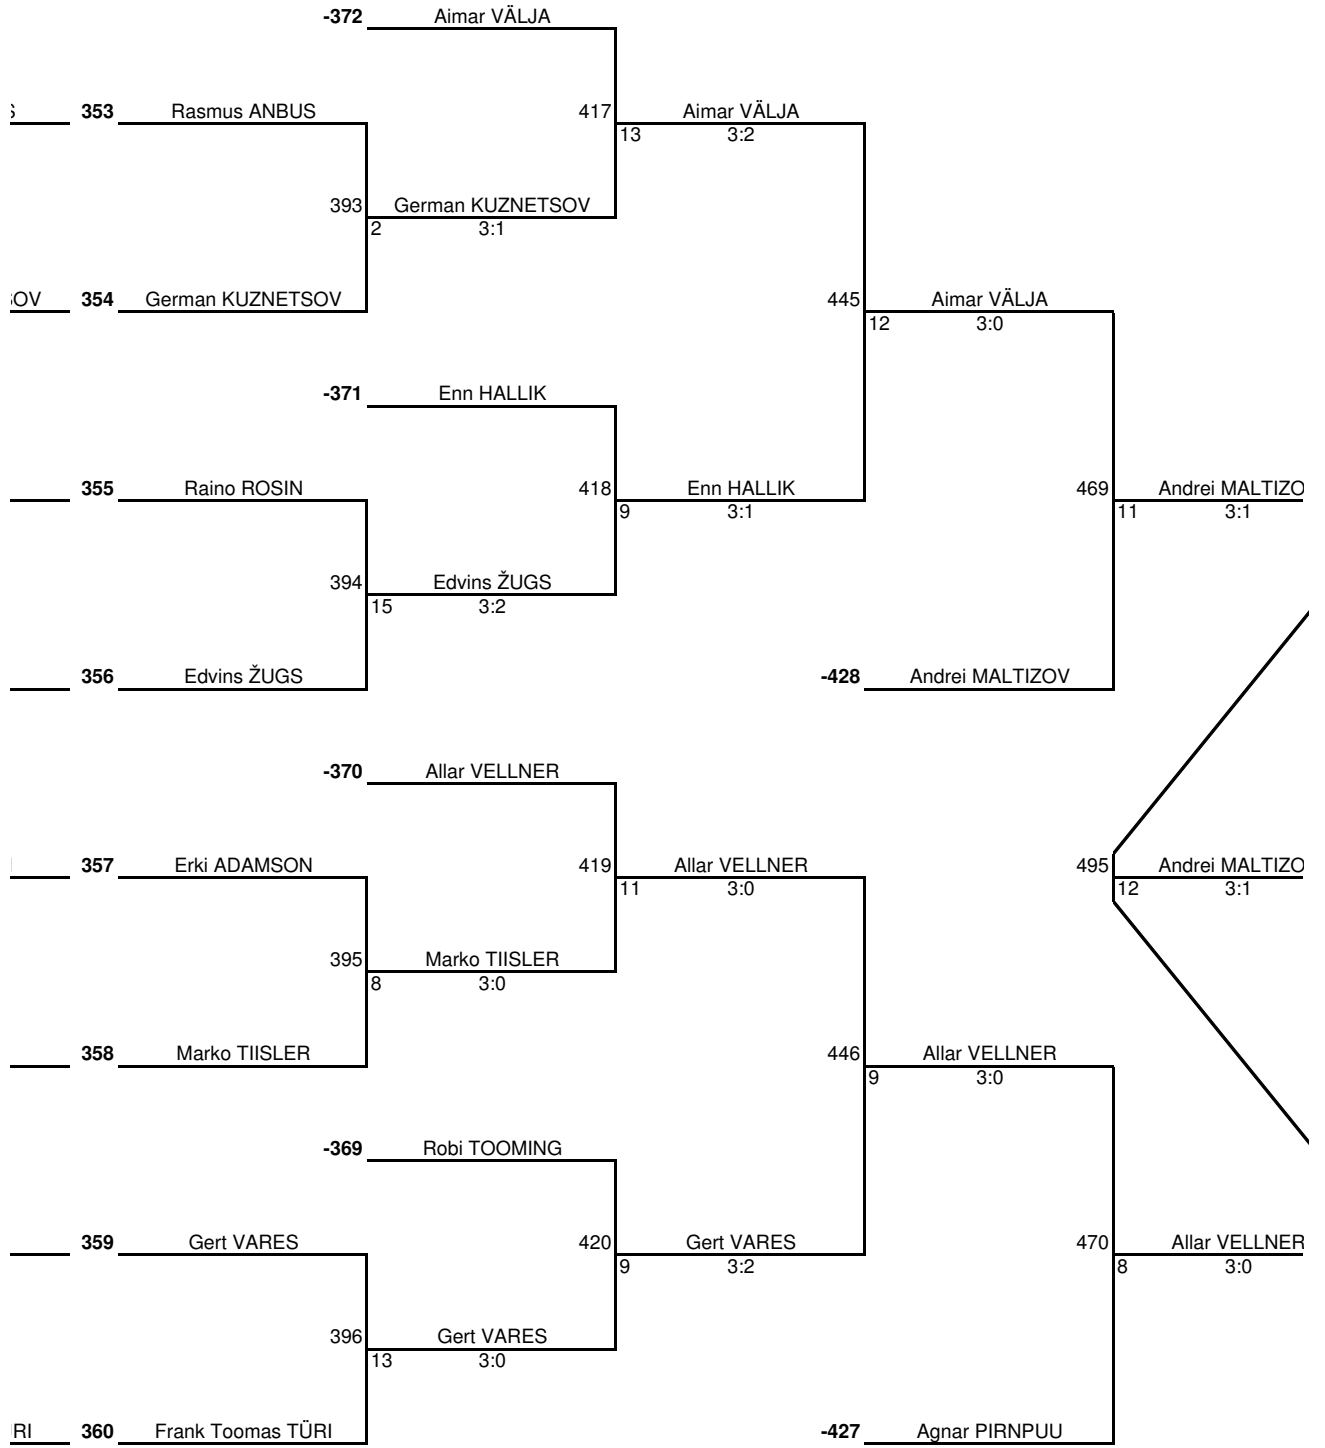 -372 Aimar VÄLJA
353 Rasmus ANBUS 417 Aimar VÄLJA
13 3:2
393 German KUZNETSOV
2 3:1
OV 354 German KUZNETSOV 445 Aimar VÄLJA
12 3:0
-371 Enn HALLIK
355 Raino ROSIN 418 Enn HALLIK 469 Andrei MALTIZO
9 3:1 11 3:1
394 Edvins ŽUGS
15 3:2
356 Edvins ŽUGS -428 Andrei MALTIZOV
-370 Allar VELLNER
357 Erki ADAMSON 419 Allar VELLNER 495 Andrei MALTIZO
11 3:0 12 3:1
395 Marko TIISLER
8 3:0
358 Marko TIISLER 446 Allar VELLNER
9 3:0
-369 Robi TOOMING
359 Gert VARES 420 Gert VARES 470 Allar VELLNER
9 3:2 8 3:0
396 Gert VARES
13 3:0
RI 360 Frank Toomas TÜRI -427 Agnar PIRNPUU